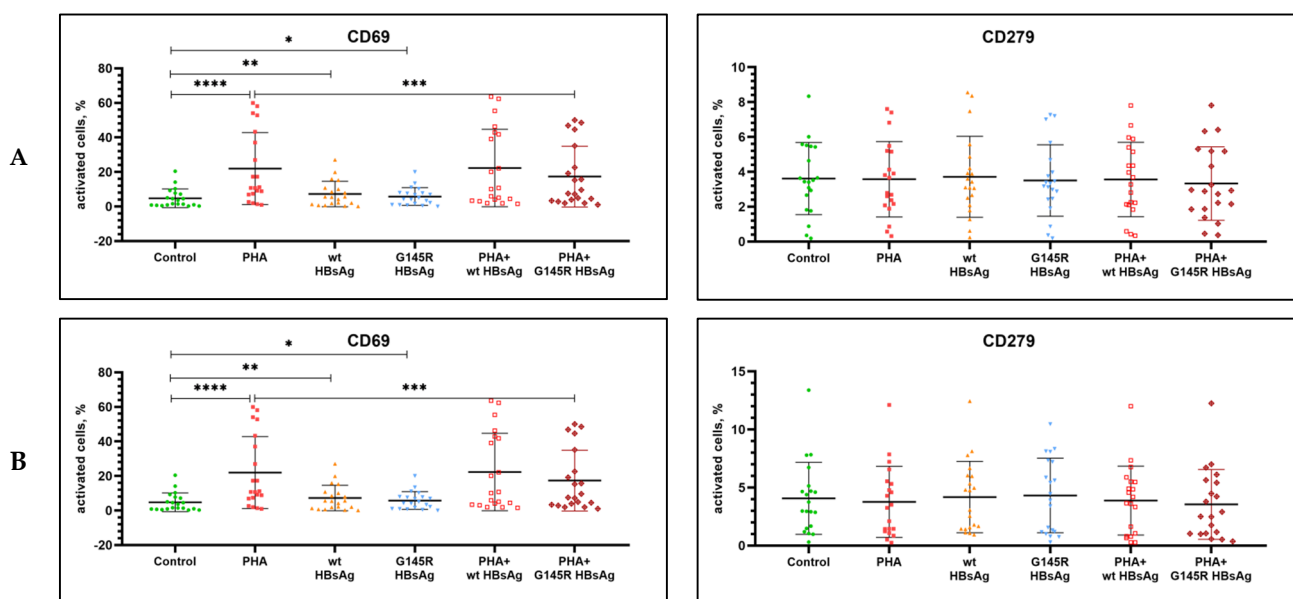 A
CD69
*
**
****
***
activated cells, %
80
60
40
20
0
-20
Control
PHA
wt
HBsAg
G145R
HBsAg
PHA+
wt HBsAg
PHA+
G145R HBsAg
CD279
activated cells, %
10
8
6
4
2
0
Control
PHA
wt
HBsAg
G145R
HBsAg
PHA+
wt HBsAg
PHA+
G145R HBsAg
B
CD69
*
**
****
***
activated cells, %
80
60
40
20
0
-20
Control
PHA
wt
HBsAg
G145R
HBsAg
PHA+
wt HBsAg
PHA+
G145R HBsAg
CD279
activated cells, %
15
10
5
0
Control
PHA
wt
HBsAg
G145R
HBsAg
PHA+
wt HBsAg
PHA+
G145R HBsAg